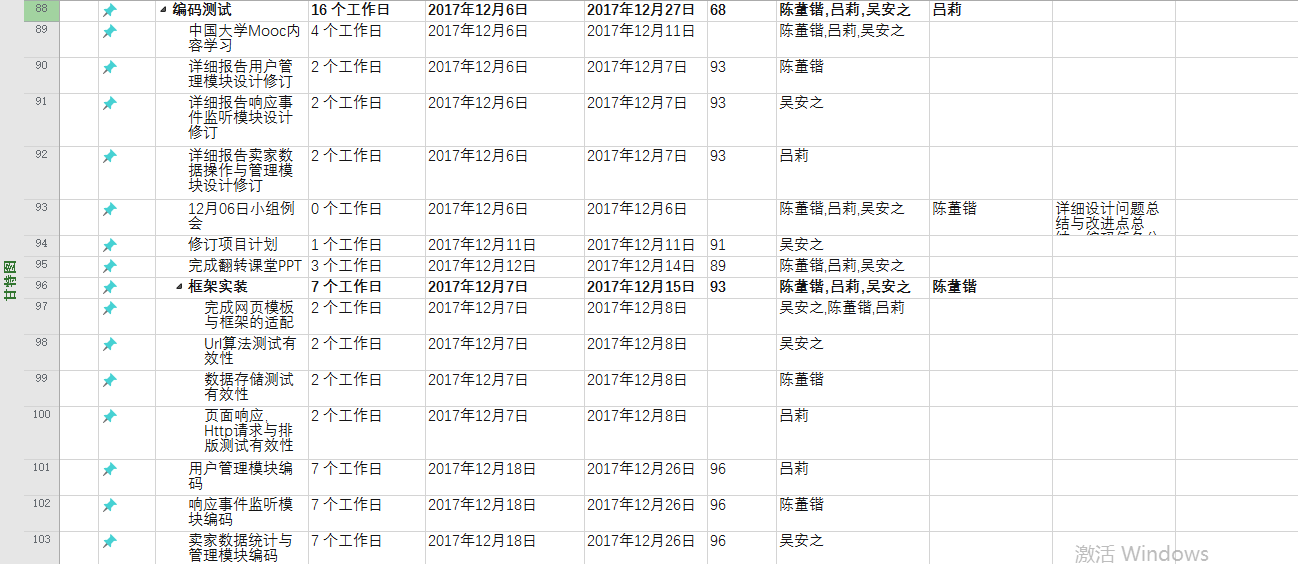 88 编码测试 16 个工作日 2017年12月6日 2017年12月27日 68 陈蕫锴,吕莉,吴安之 吕莉
89 中国大学Mooc内 4 个工作日 2017年12月6日 2017年12月11日 陈蕫锴,吕莉,吴安之
容学习
90 详细报告用户管 2 个工作日 2017年12月6日 2017年12月7日 93 陈蕫锴
理模块设计修订
91 详细报告响应事 2 个工作日 2017年12月6日 2017年12月7日 93 吴安之
件监听模块设计
修订
92 详细报告卖家数 2 个工作日 2017年12月6日 2017年12月7日 93 吕莉
据操作与管理模
块设计修订
93 12月06日小组例 0 个工作日 2017年12月6日 2017年12月6日 陈蕫锴,吕莉,吴安之 陈蕫锴 详细设计问题总
会 结与改进点总
94 修订项目计划 1 个工作日 2017年12月11日 2017年12月11日 91 吴安之
95 完成翻转课堂PPT 3 个工作日 2017年12月12日 2017年12月14日 89 陈蕫锴,吕莉,吴安之
甘特图
96 框架实装 7 个工作日 2017年12月7日 2017年12月15日 93 陈蕫锴,吕莉,吴安之 陈蕫锴
97 完成网页模板 2 个工作日 2017年12月7日 2017年12月8日 吴安之,陈蕫锴,吕莉
与框架的适配
98 Url算法测试有 2 个工作日 2017年12月7日 2017年12月8日 吴安之
效性
99 数据存储测试 2 个工作日 2017年12月7日 2017年12月8日 陈蕫锴
有效性
100 页面响应、 2 个工作日 2017年12月7日 2017年12月8日 吕莉
Http请求与排
版测试有效性
101 用户管理模块编 7 个工作日 2017年12月18日 2017年12月26日 96 吕莉
码
102 响应事件监听模 7 个工作日 2017年12月18日 2017年12月26日 96 陈蕫锴
块编码
103 卖家数据统计与 7 个工作日 2017年12月18日 2017年12月26日 96 吴安之
管理模块编码
激活 Windows